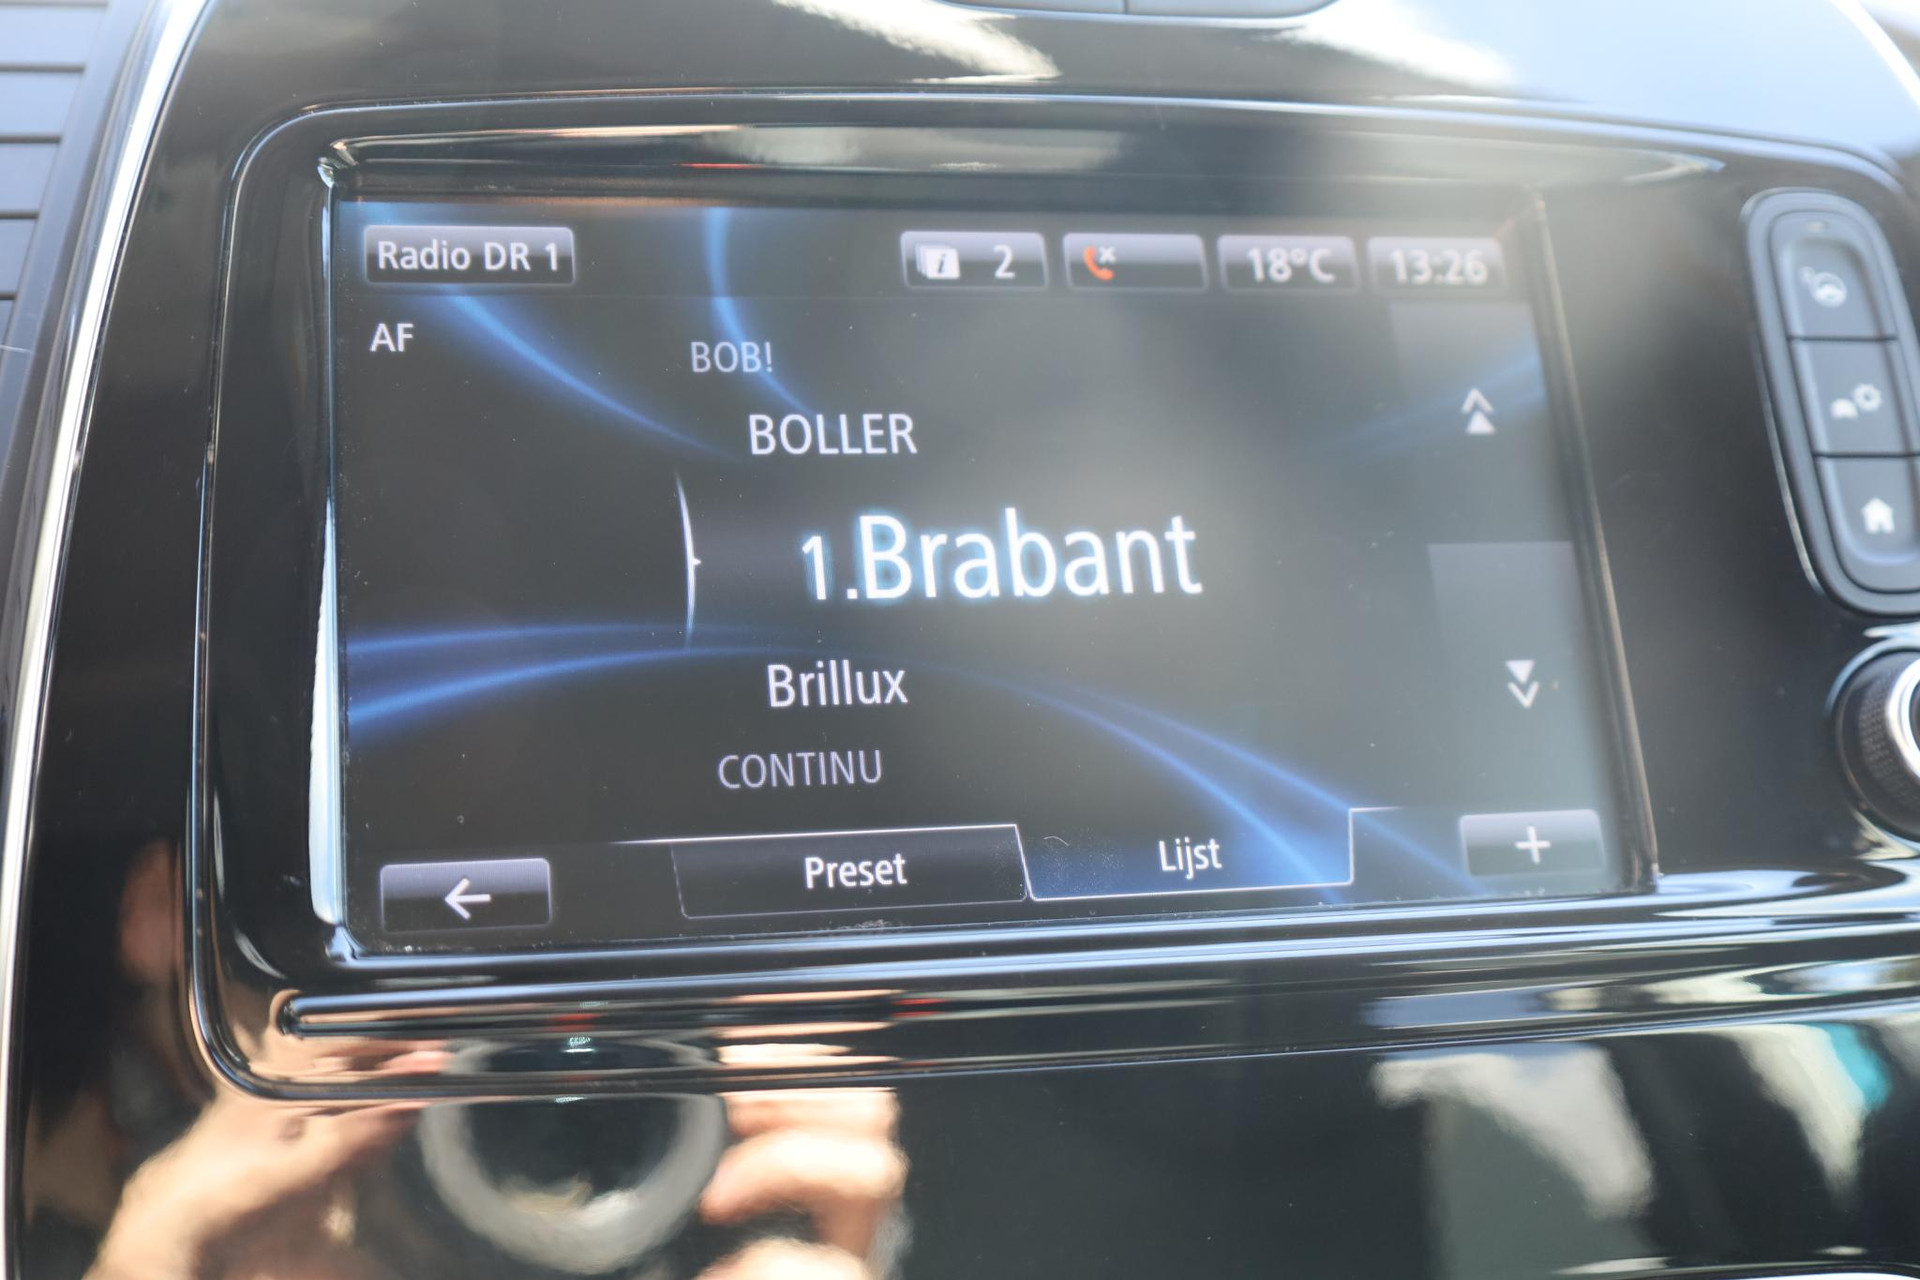 Radio DR 1
i 2
18°C
13:26
AF
BOB!
BOLLER
1.Brabant
Brillux
CONTINU
Preset
Lijst